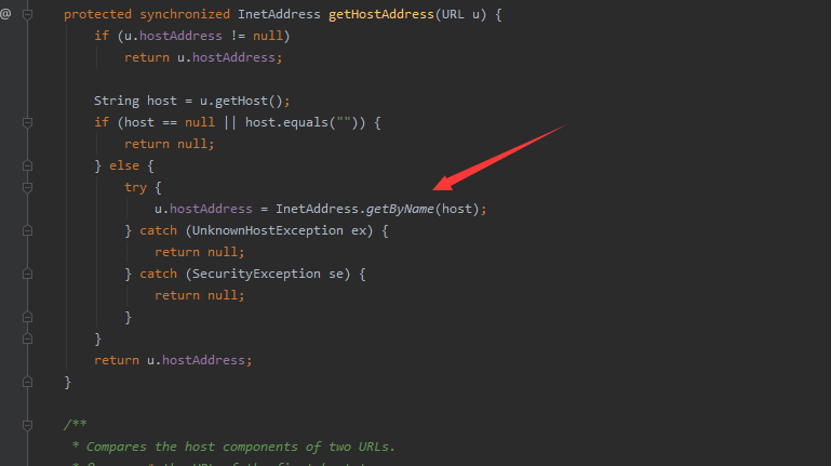 @
protected synchronized InetAddress getHostAddress(URL u) {
if (u.hostAddress != null)
return u.hostAddress;
String host = u.getHost();
if (host == null || host.equals("")) {
return null;
} else {
try {
u.hostAddress = InetAddress.getByName(host);
} catch (UnknownHostException ex) {
return null;
} catch (SecurityException se) {
return null;
}
}
return u.hostAddress;
}
/**
* Compares the host components of two URLs.